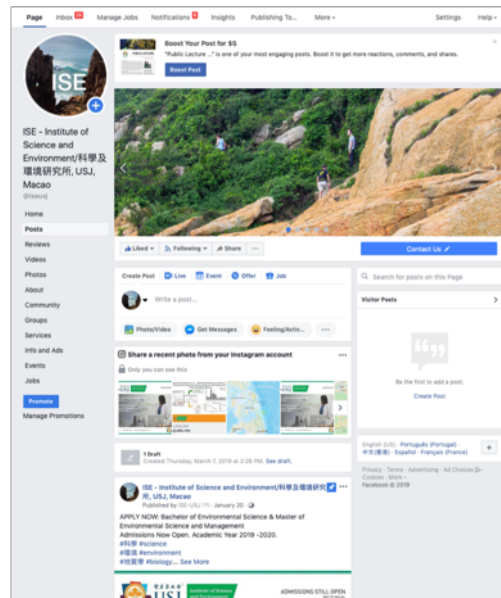 Page
Inbox
Manage Jobs
Notifications
Insights
Publishing To...
More
Settings
Help
Boost Your Post for $5
"Public Lecture ..." is one of your most engaging posts. Boost it to get more reactions, comments, and shares.
Boost Post
ISE
ISE - Institute of
Science and
Environment/科學及
環境研究所, USJ,
Macao
@iseusj
Home
Posts
Reviews
Videos
Photos
About
Community
Groups
Services
Info and Ads
Events
Jobs
Promote
Manage Promotions
Liked
Following
Share
Contact Us
Create Post
Live
Event
Offer
Job
Write a post...
Photo/Video
Get Messages
Feeling/Activ...
Share a recent photo from your Instagram account
Only you can see this
1 Draft
Created Thursday, March 7, 2019 at 2:28 PM. See draft.
ISE - Institute of Science and Environment/科學及環境研究
所, USJ, Macao
Published by ISE-USJ [?] · January 20
APPLY NOW: Bachelor of Environmental Science & Master of
Environmental Science and Management
Admissions Now Open. Academic Year 2019 -2020.
#科學 #science
#環境 #environment
#地質學 #biology... See More
USJ
Institute of Science
and Environment
ADMISSIONS STILL OPEN
Search for posts on this Page
Visitor Posts
Be the first to add a post.
Create Post
English (US) · Português (Portugal) ·
中文(香港) · Español · Français (France)
Privacy · Terms · Advertising · Ad Choices
Cookies · More
Facebook © 2019